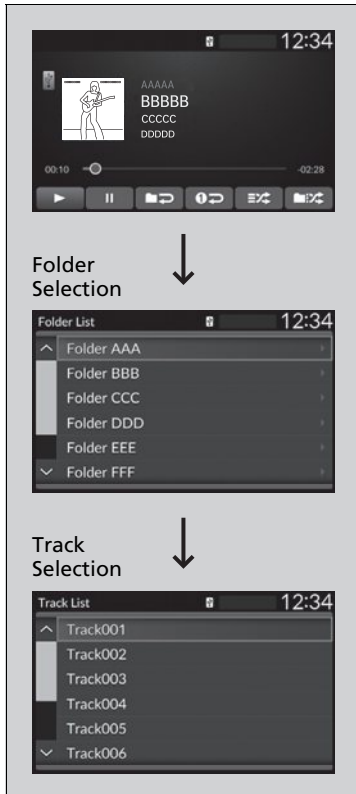 12:34
AAAAA
BBBBB
CCCCC
DDDDD
00:10 -02:28
Folder
Selection
Folder List 12:34
Folder AAA
Folder BBB
Folder CCC
Folder DDD
Folder EEE
Folder FFF
Track
Selection
Track List 12:34
Track001
Track002
Track003
Track004
Track005
Track006